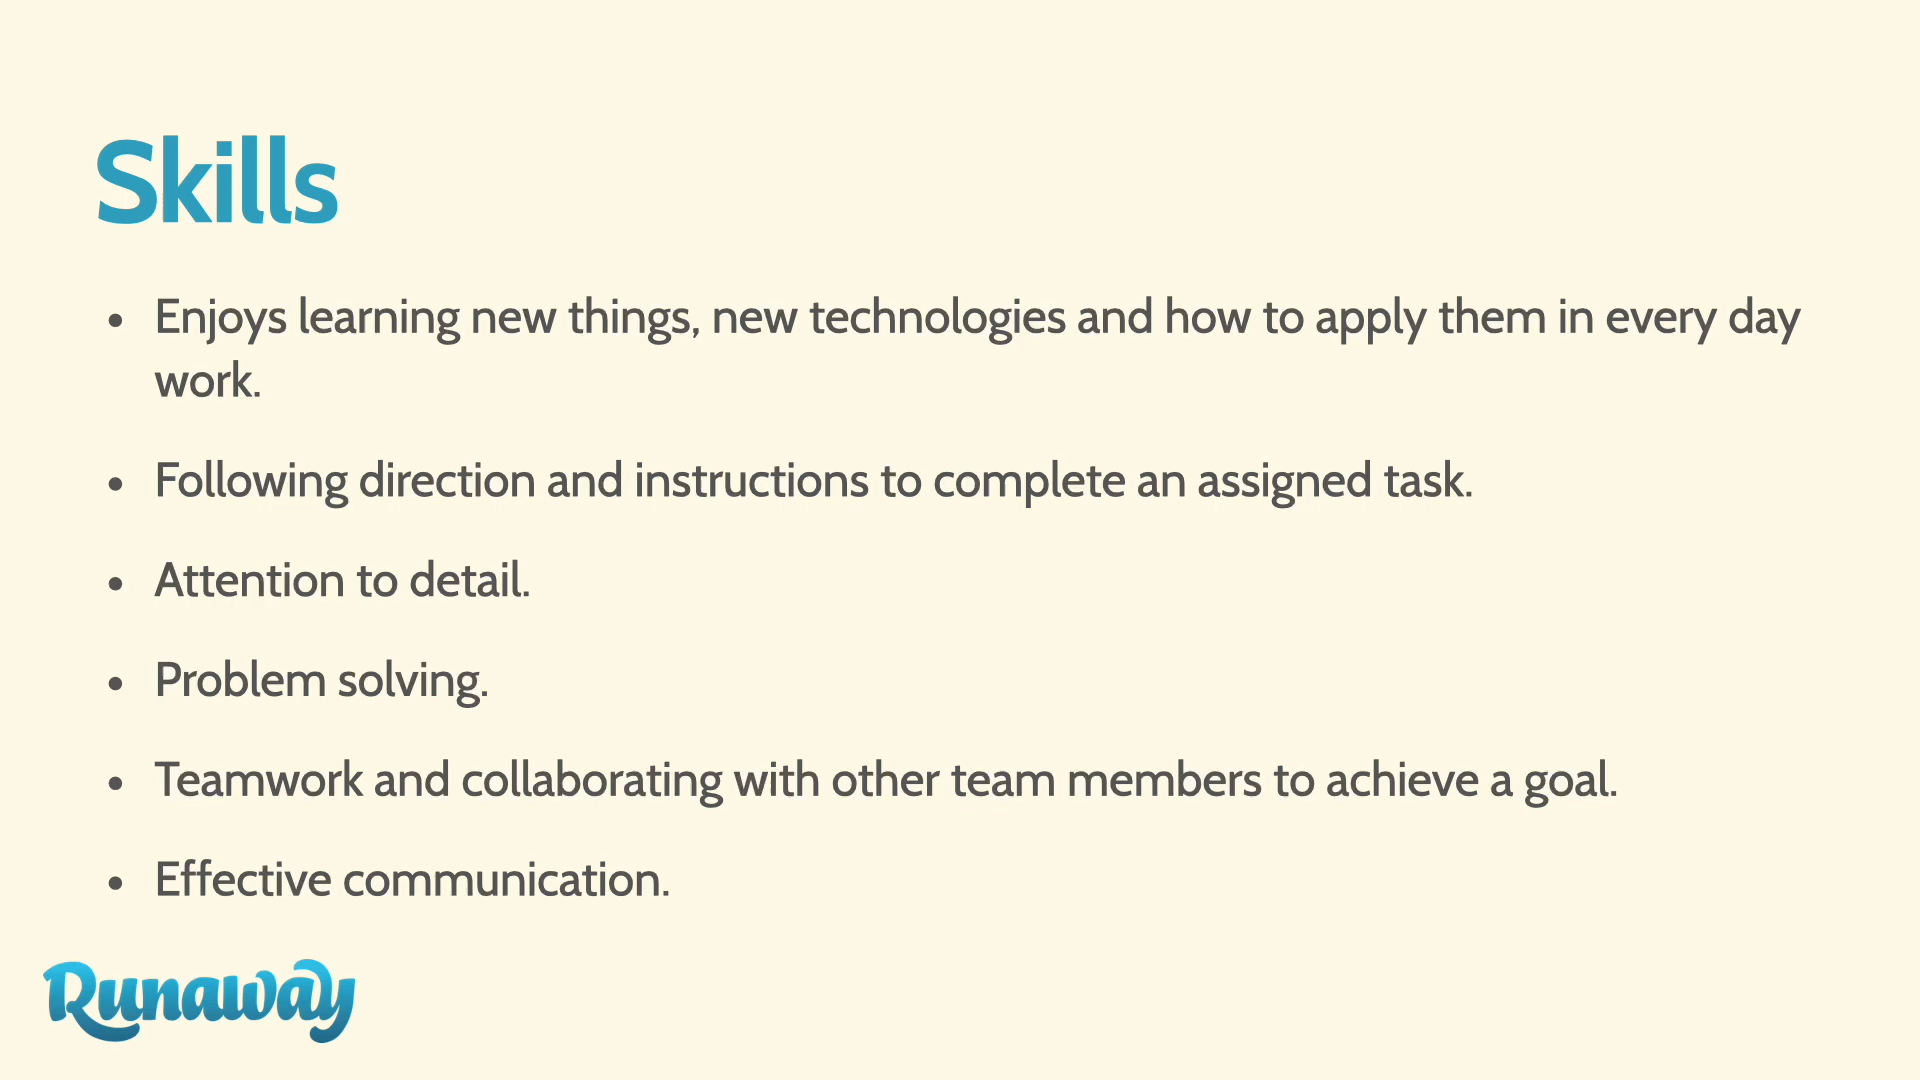 Skills
• Enjoys learning new things, new technologies and how to apply them in every day
work.
• Following direction and instructions to complete an assigned task.
• Attention to detail.
• Problem solving.
• Teamwork and collaborating with other team members to achieve a goal.
• Effective communication.
Runaway